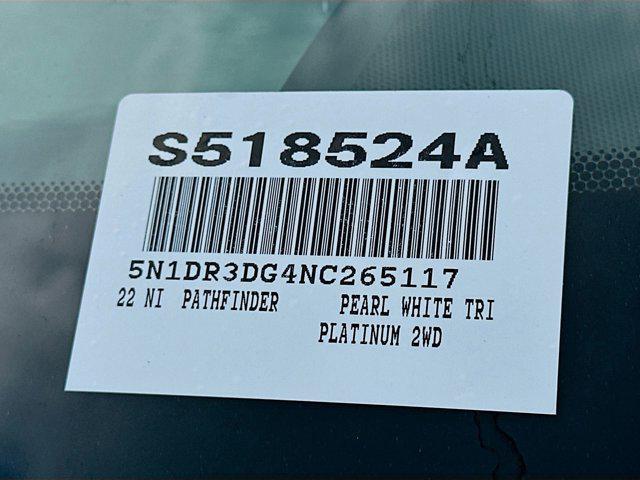 S518524A
5N1DR3DG4NC265117
22 NI PATHFINDER PEARL WHITE TRI
PLATINUM 2WD